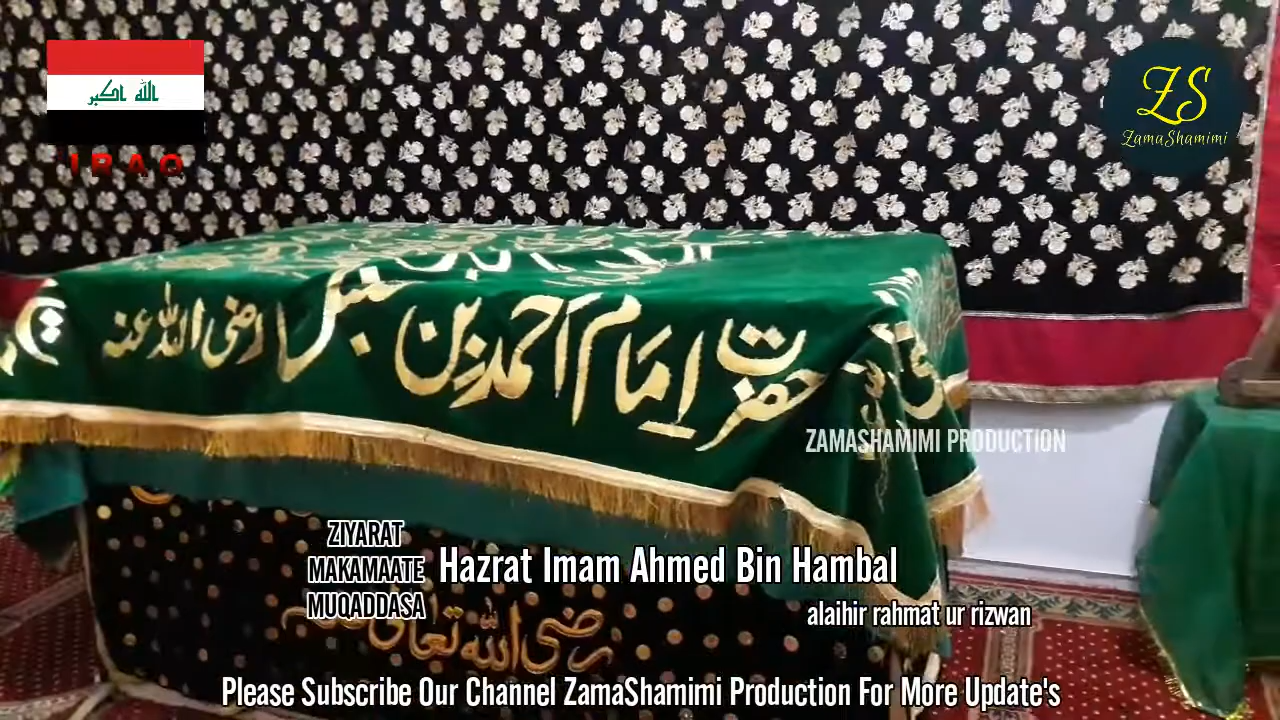 الله اكبر
IRAQ
ZS
ZamaShamimi
حضرت امام احمد بن حنبل رضی اللہ عنہ
ZAMASHAMIMI PRODUCTION
ZIYARAT
MAKAMAATE
MUQADDASA
Hazrat Imam Ahmed Bin Hambal
alaihir rahmat ur rizwan
رضی اللہ تعالیٰ عنہ
Please Subscribe Our Channel ZamaShamimi Production For More Update's